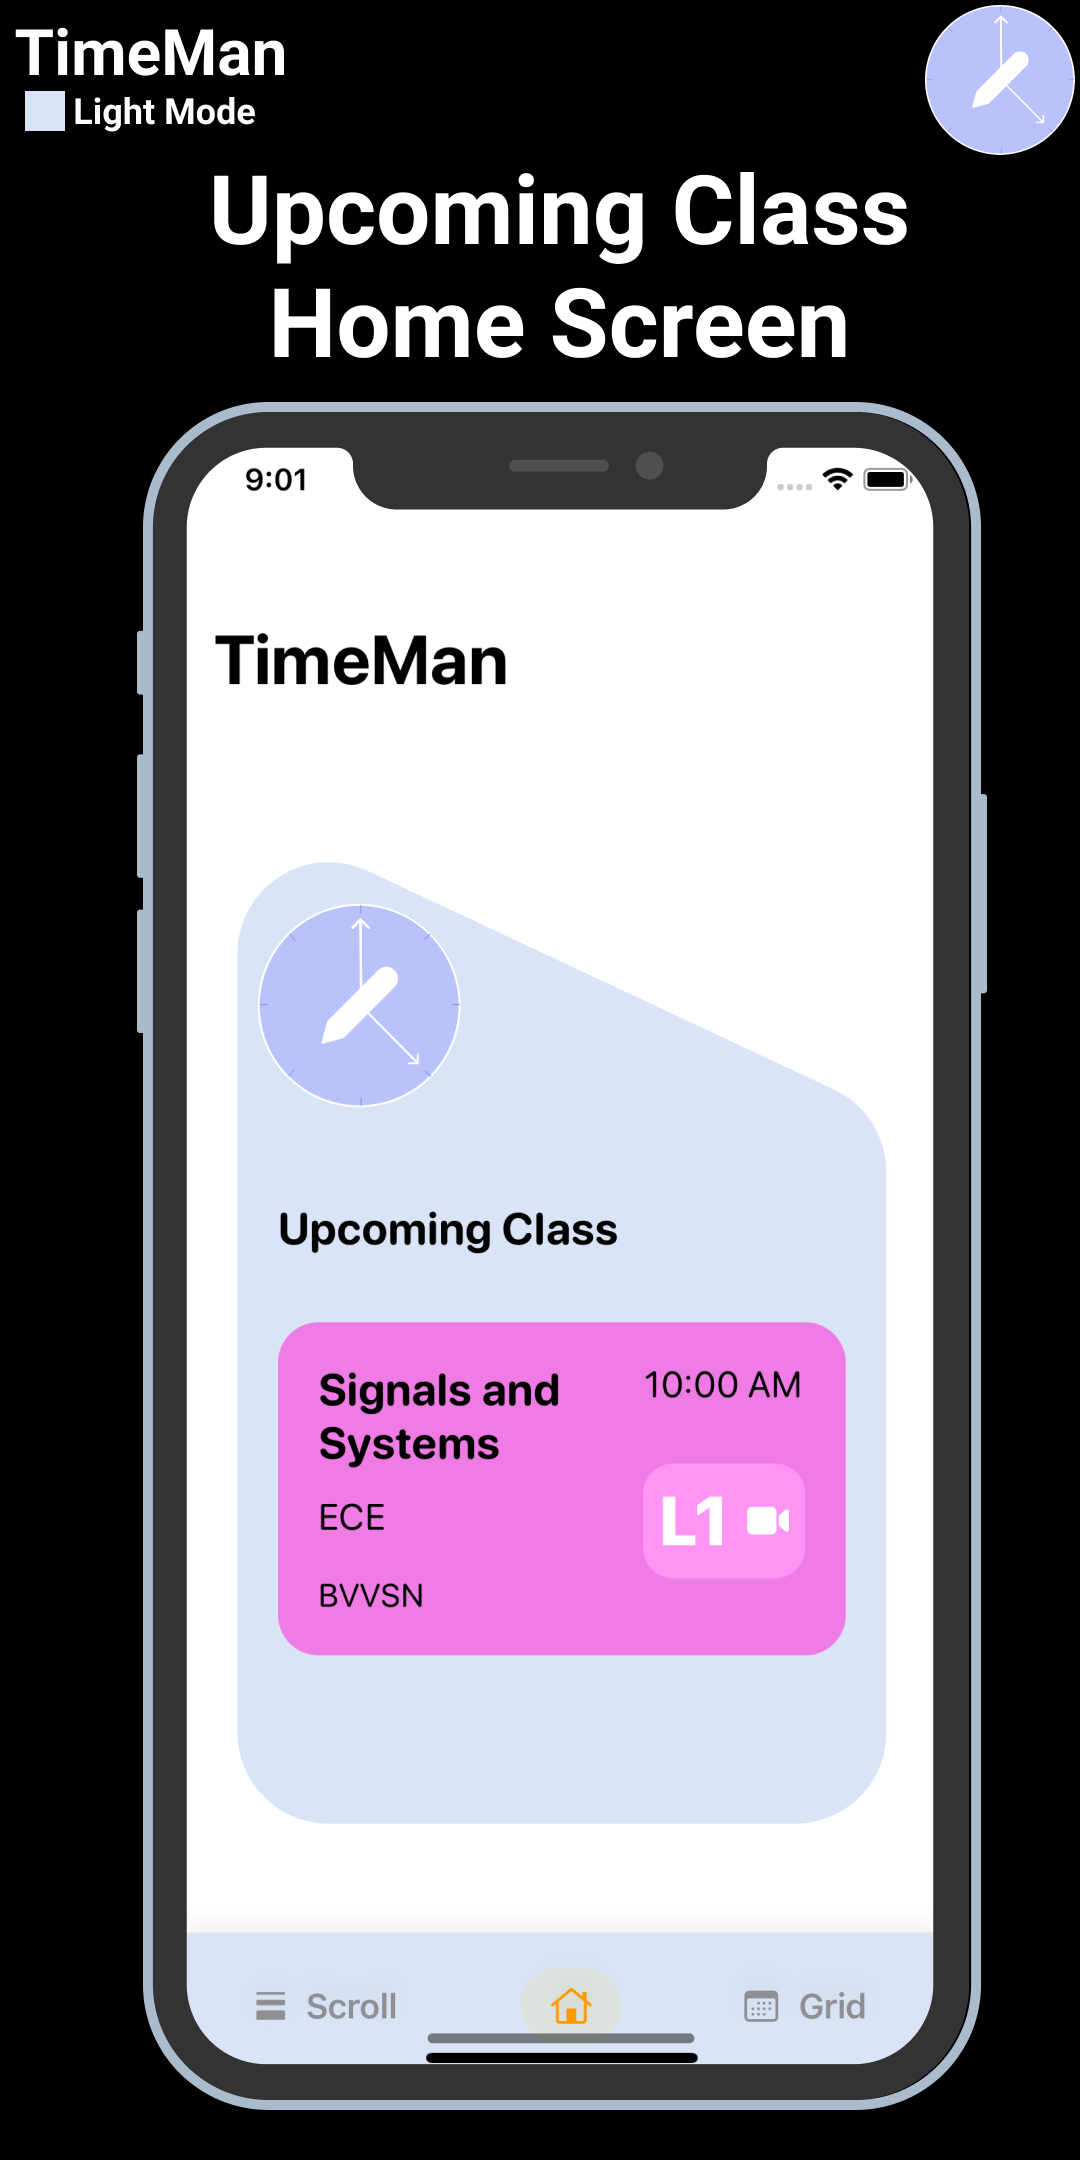 TimeMan
Light Mode
Upcoming Class
Home Screen
9:01
TimeMan
Upcoming Class
Signals and
Systems
10:00 AM
ECE
L1
BVVSN
Scroll
Grid